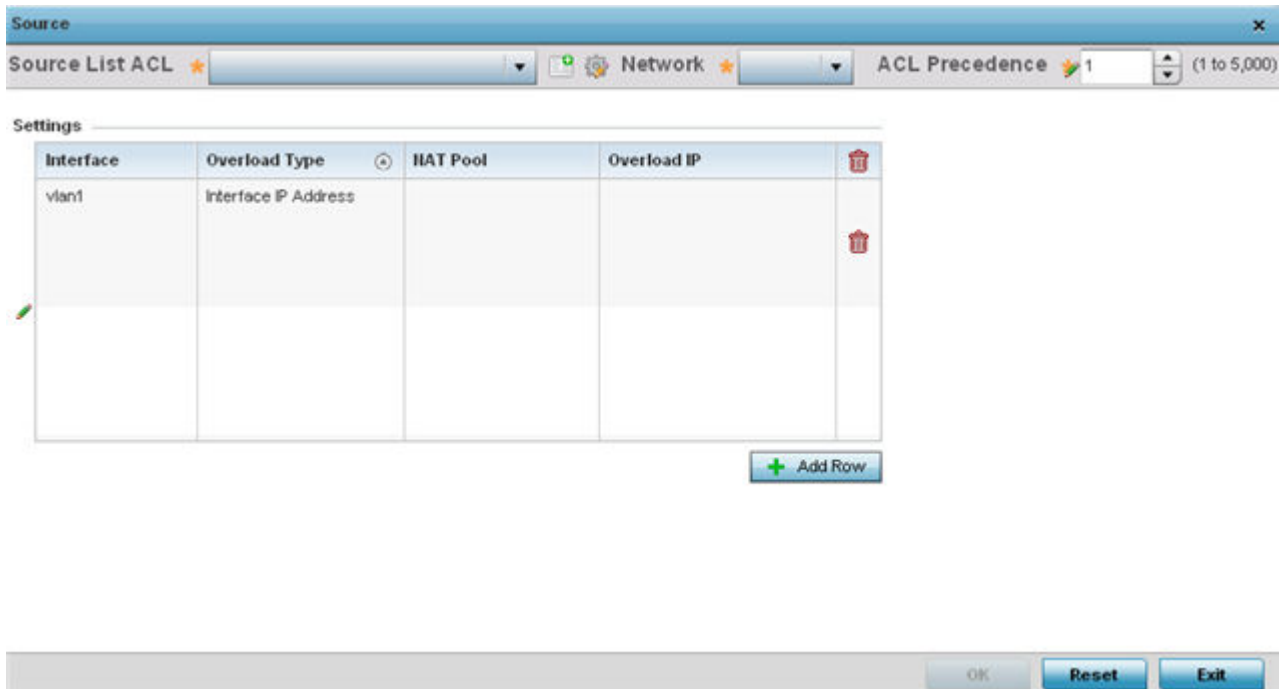 Source
Source List ACL Network ACL Precedence 1 (1 to 5,000)
Settings
Interface Overload Type NAT Pool Overload IP
vlan1 Interface IP Address
Add Row
OK Reset Exit